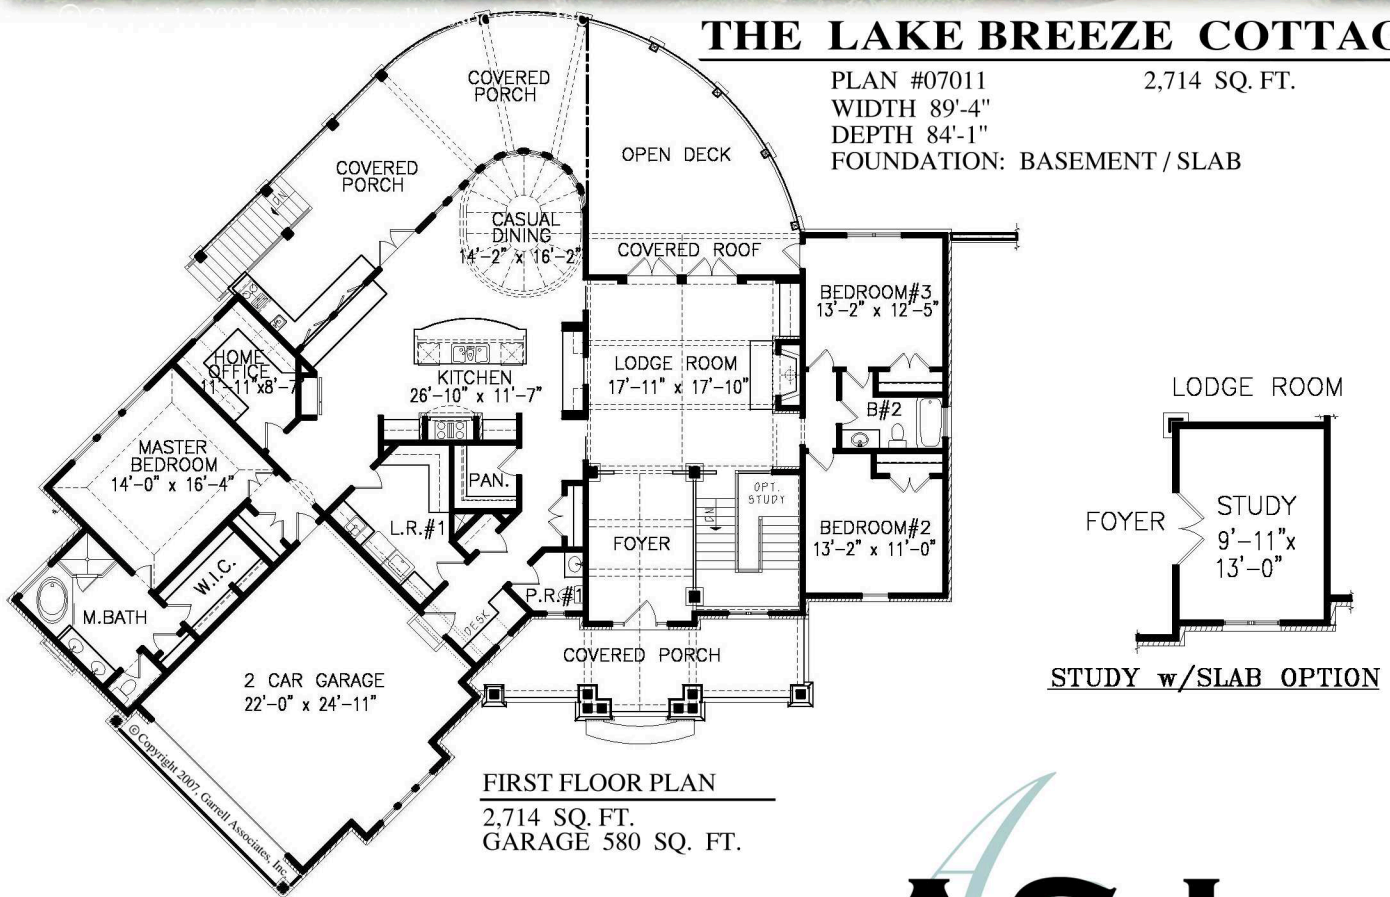 THE LAKE BREEZE COTTAG
PLAN #07011 2,714 SQ. FT.
WIDTH 89'-4"
DEPTH 84'-1"
FOUNDATION: BASEMENT / SLAB
COVERED
PORCH
COVERED
PORCH
OPEN DECK
DN
CASUAL
DINING
14'-2" x 16'-2"
COVERED ROOF
BEDROOM#3
13'-2" x 12'-5"
HOME
OFFICE
11'-11"x8'-7
KITCHEN
26'-10" x 11'-7"
LODGE ROOM
17'-11" x 17'-10"
B#2
MASTER
BEDROOM
14'-0" x 16'-4"
PAN.
OPT.
STUDY
DN
L.R.#1
FOYER
BEDROOM#2
13'-2" x 11'-0"
W.I.C.
P.R.#1
M.BATH
DESK
COVERED PORCH
2 CAR GARAGE
22'-0" x 24'-11"
©Copyright 2007, Garrell Associates, Inc.
FIRST FLOOR PLAN
2,714 SQ. FT.
GARAGE 580 SQ. FT.
LODGE ROOM
FOYER
STUDY
9'-11"x
13'-0"
STUDY w/SLAB OPTION